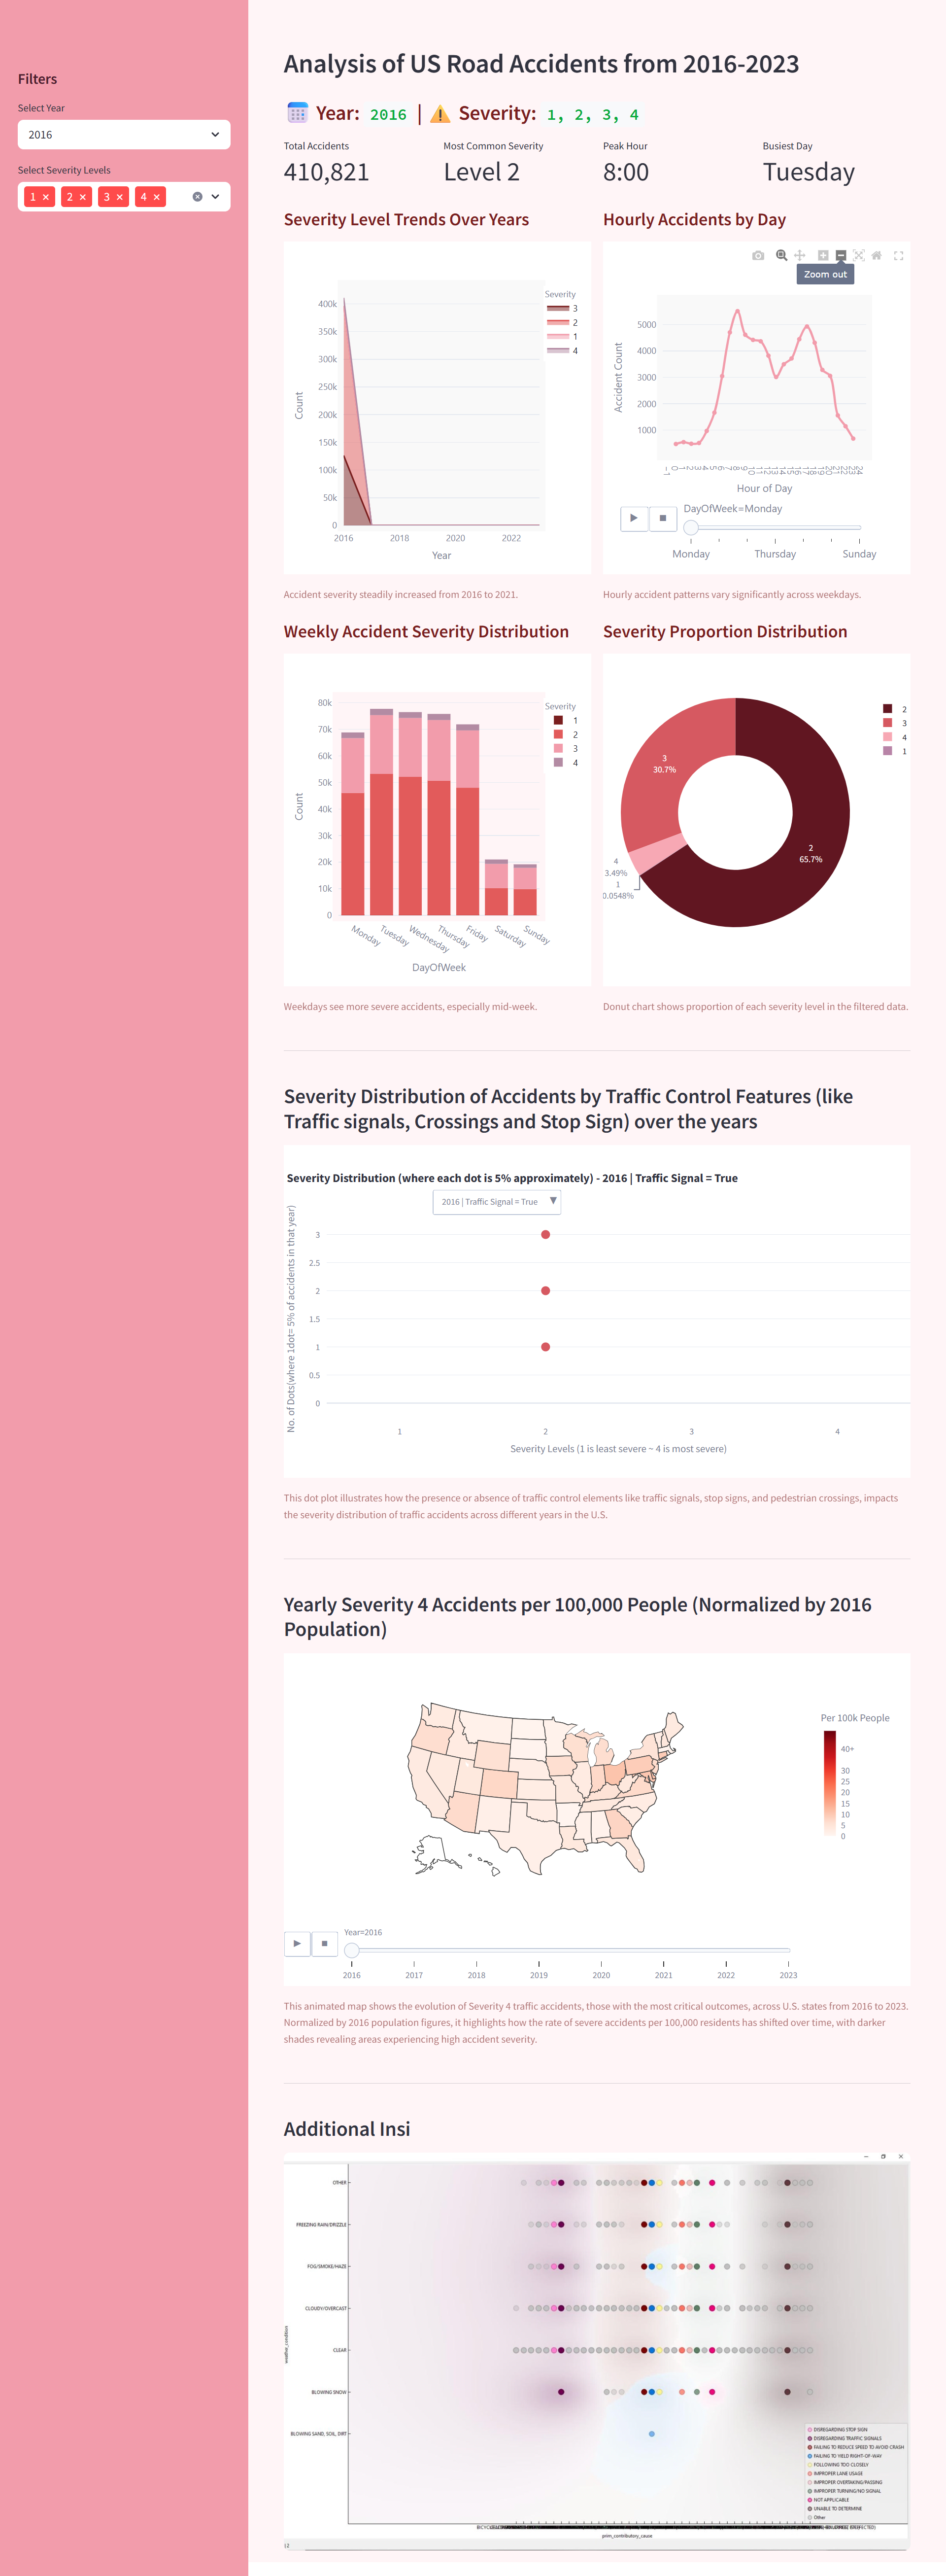 Filters
Select Year
2016
Select Severity Levels
1 × 2 × 3 × 4 ×
Analysis of US Road Accidents from 2016-2023
Year: 2016 | Severity: 1, 2, 3, 4
Total Accidents
410,821
Most Common Severity
Level 2
Peak Hour
8:00
Busiest Day
Tuesday
Severity Level Trends Over Years
Severity
3
2
1
4
400k
350k
300k
250k
200k
150k
100k
50k
0
Count
2016 2018 2020 2022
Year
Accident severity steadily increased from 2016 to 2021.
Hourly Accidents by Day
Zoom out
5000
4000
3000
2000
1000
Accident Count
Hour of Day
DayOfWeek=Monday
Monday Thursday Sunday
Hourly accident patterns vary significantly across weekdays.
Weekly Accident Severity Distribution
Severity
1
2
3
4
80k
70k
60k
50k
40k
30k
20k
10k
0
Count
Monday Tuesday Wednesday Thursday Friday Saturday Sunday
DayOfWeek
Weekdays see more severe accidents, especially mid-week.
Severity Proportion Distribution
2
3
4
1
3
30.7%
2
65.7%
4
3.49%
1
0.0548%
Donut chart shows proportion of each severity level in the filtered data.
Severity Distribution of Accidents by Traffic Control Features (like
Traffic signals, Crossings and Stop Sign) over the years
Severity Distribution (where each dot is 5% approximately) - 2016 | Traffic Signal = True
2016 | Traffic Signal = True
No. of Dots(where 1dot= 5% of accidents in that year)
3
2.5
2
1.5
1
0.5
0
1 2 3 4
Severity Levels (1 is least severe ~ 4 is most severe)
This dot plot illustrates how the presence or absence of traffic control elements like traffic signals, stop signs, and pedestrian crossings, impacts
the severity distribution of traffic accidents across different years in the U.S.
Yearly Severity 4 Accidents per 100,000 People (Normalized by 2016
Population)
Per 100k People
40+
30
25
20
15
10
5
0
Year=2016
2016 2017 2018 2019 2020 2021 2022 2023
This animated map shows the evolution of Severity 4 traffic accidents, those with the most critical outcomes, across U.S. states from 2016 to 2023.
Normalized by 2016 population figures, it highlights how the rate of severe accidents per 100,000 residents has shifted over time, with darker
shades revealing areas experiencing high accident severity.
Additional Insi
OTHER
FREEZING RAIN/DRIZZLE
FOG/SMOKE/HAZE
CLOUDY/OVERCAST
CLEAR
BLOWING SNOW
BLOWING SAND, SOIL, DIRT
weather_condition
DISREGARDING STOP SIGN
DISREGARDING TRAFFIC SIGNALS
FAILING TO REDUCE SPEED TO AVOID CRASH
FAILING TO YIELD RIGHT-OF-WAY
FOLLOWING TOO CLOSELY
IMPROPER LANE USAGE
IMPROPER OVERTAKING/PASSING
IMPROPER TURNING/NO SIGNAL
NOT APPLICABLE
UNABLE TO DETERMINE
Other
prim_contributory_cause